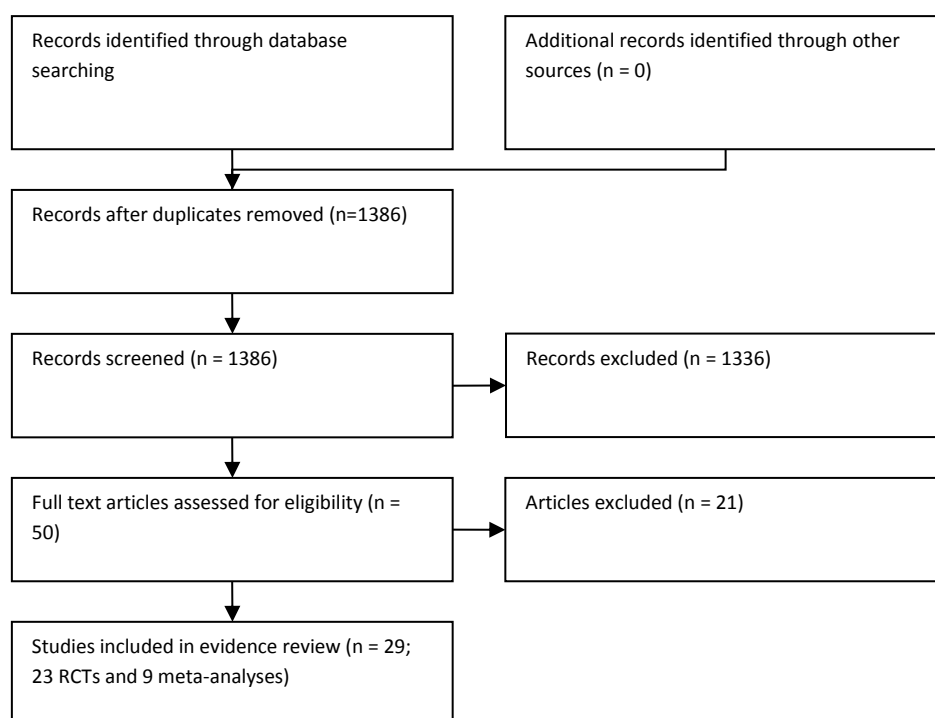 Records identified through database
searching
Additional records identified through other
sources (n = 0)
Records after duplicates removed (n=1386)
Records screened (n = 1386)
Records excluded (n = 1336)
Full text articles assessed for eligibility (n =
50)
Articles excluded (n = 21)
Studies included in evidence review (n = 29;
23 RCTs and 9 meta-analyses)